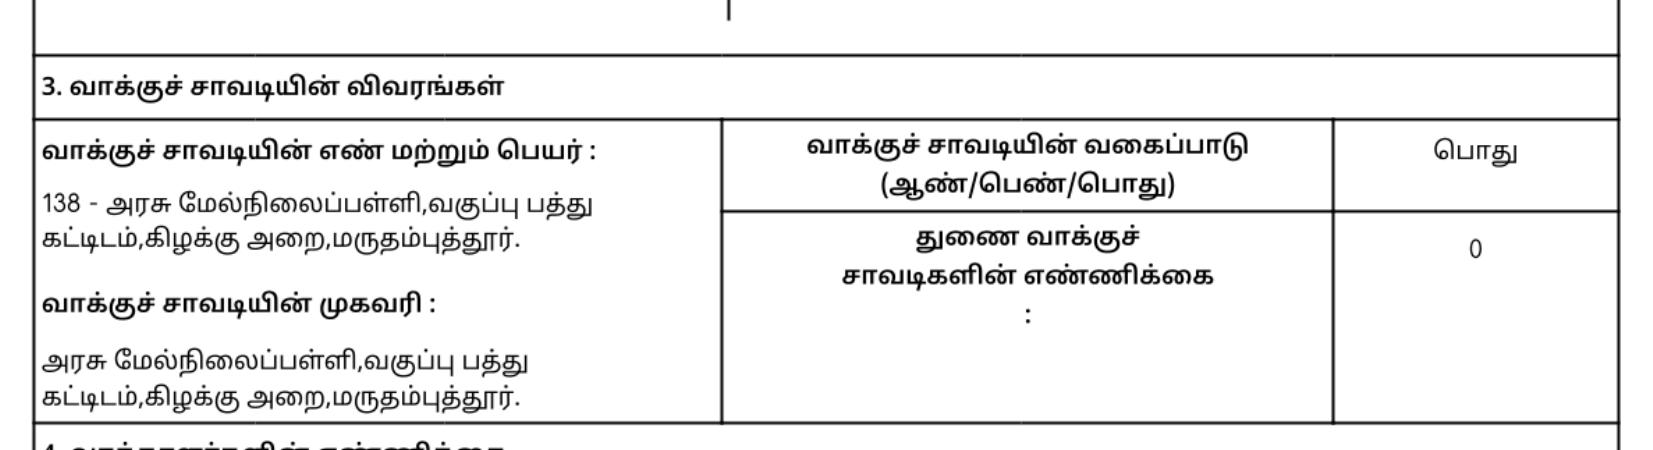 3. வாக்குச் சாவடியின் விவரங்கள்
வாக்குச் சாவடியின் எண் மற்றும் பெயர் :
138 - அரசு மேல்நிலைப்பள்ளி,வகுப்பு பத்து
கட்டிடம்,கிழக்கு அறை,மருதம்புத்தூர்.
வாக்குச் சாவடியின் முகவரி :
அரசு மேல்நிலைப்பள்ளி,வகுப்பு பத்து
கட்டிடம்,கிழக்கு அறை,மருதம்புத்தூர்.
வாக்குச் சாவடியின் வகைப்பாடு
(ஆண்/பெண்/பொது)
பொது
துணை வாக்குச்
சாவடிகளின் எண்ணிக்கை
:
0